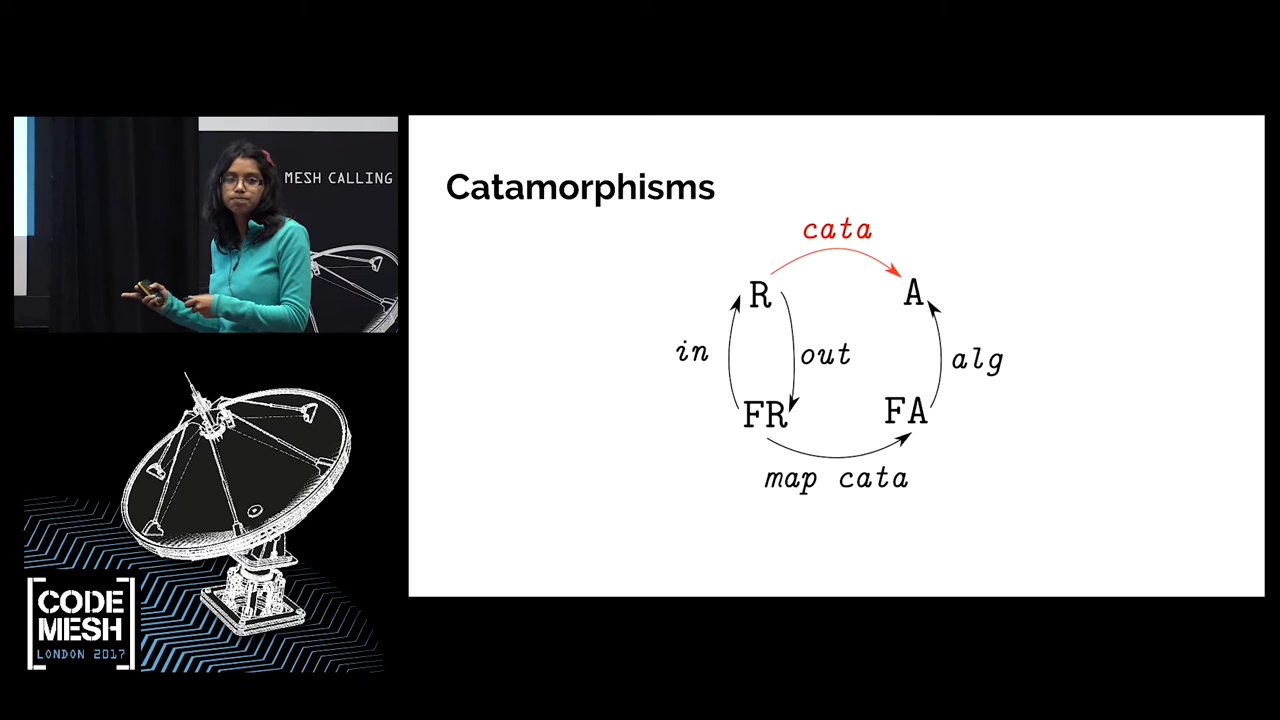 MESH CALLING
CODE
MESH
LONDON 2017
Catamorphisms
cata
R
A
in
out
alg
FR
FA
map cata